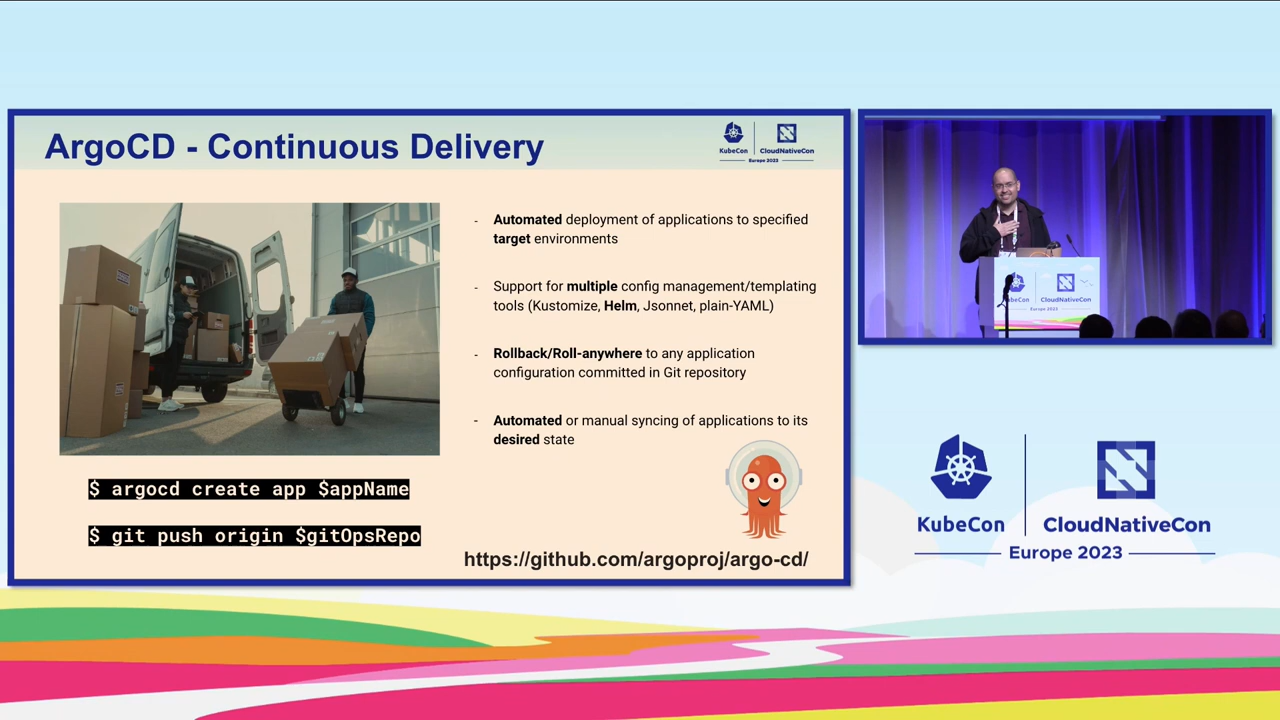 ArgoCD - Continuous Delivery
KubeCon
CloudNativeCon
Europe 2023
- Automated deployment of applications to specified
target environments
- Support for multiple config management/templating
tools (Kustomize, Helm, Jsonnet, plain-YAML)
- Rollback/Roll-anywhere to any application
configuration committed in Git repository
- Automated or manual syncing of applications to its
desired state
$ argocd create app $appName
$ git push origin $gitOpsRepo
https://github.com/argoproj/argo-cd/
CloudNativeCon
KubeCon
CloudNativeCon
Europe 2023